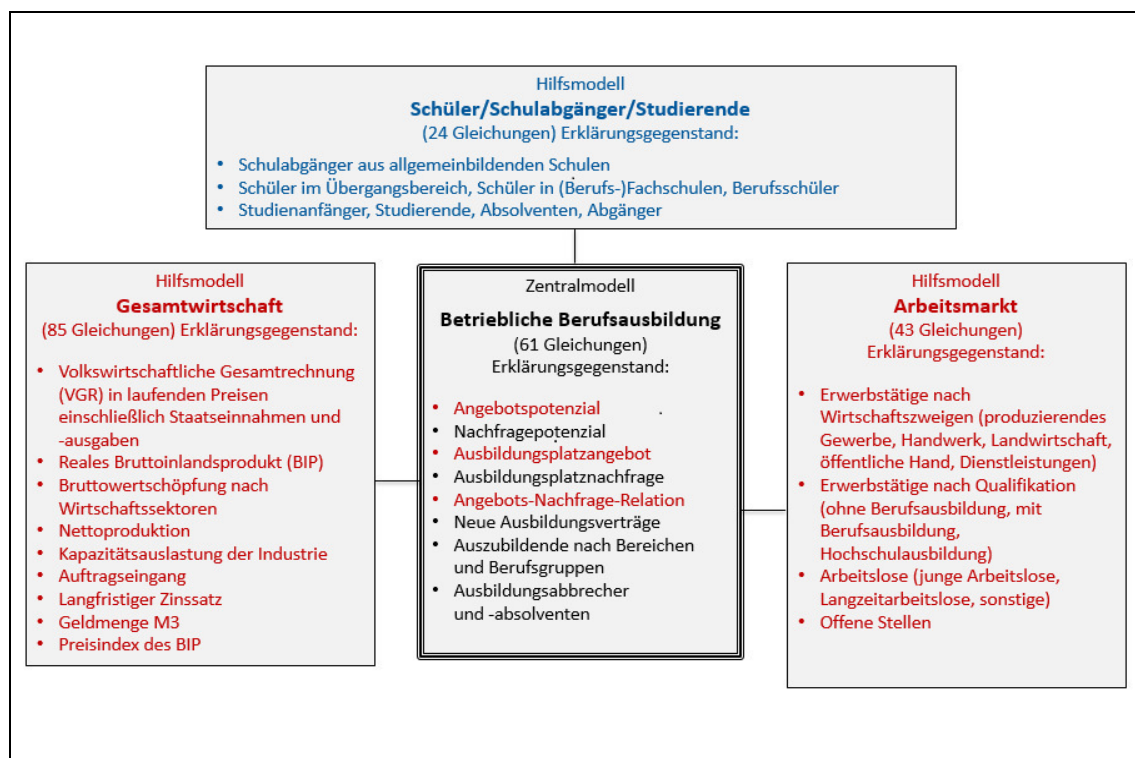 Hilfsmodell
Schüler/Schulabgänger/Studierende
(24 Gleichungen) Erklärungsgegenstand:
• Schulabgänger aus allgemeinbildenden Schulen
• Schüler im Übergangsbereich, Schüler in (Berufs-)Fachschulen, Berufsschüler
• Studienanfänger, Studierende, Absolventen, Abgänger
Hilfsmodell
Gesamtwirtschaft
(85 Gleichungen) Erklärungsgegenstand:
• Volkswirtschaftliche Gesamtrechnung
(VGR) in laufenden Preisen
einschließlich Staatseinnahmen und
-ausgaben
• Reales Bruttoinlandsprodukt (BIP)
• Bruttowertschöpfung nach
Wirtschaftssektoren
• Nettoproduktion
• Kapazitätsauslastung der Industrie
• Auftragseingang
• Langfristiger Zinssatz
• Geldmenge M3
• Preisindex des BIP
Zentralmodell
Betriebliche Berufsausbildung
(61 Gleichungen)
Erklärungsgegenstand:
• Angebotspotenzial
• Nachfragepotenzial
• Ausbildungsplatzangebot
• Ausbildungsplatznachfrage
• Angebots-Nachfrage-Relation
• Neue Ausbildungsverträge
• Auszubildende nach Bereichen
und Berufsgruppen
• Ausbildungsabbrecher
und -absolventen
Hilfsmodell
Arbeitsmarkt
(43 Gleichungen)
Erklärungsgegenstand:
• Erwerbstätige nach
Wirtschaftszweigen (produzierendes
Gewerbe, Handwerk, Landwirtschaft,
öffentliche Hand, Dienstleistungen)
• Erwerbstätige nach Qualifikation
(ohne Berufsausbildung, mit
Berufsausbildung,
Hochschulausbildung)
• Arbeitslose (junge Arbeitslose,
Langzeitarbeitslose, sonstige)
• Offene Stellen